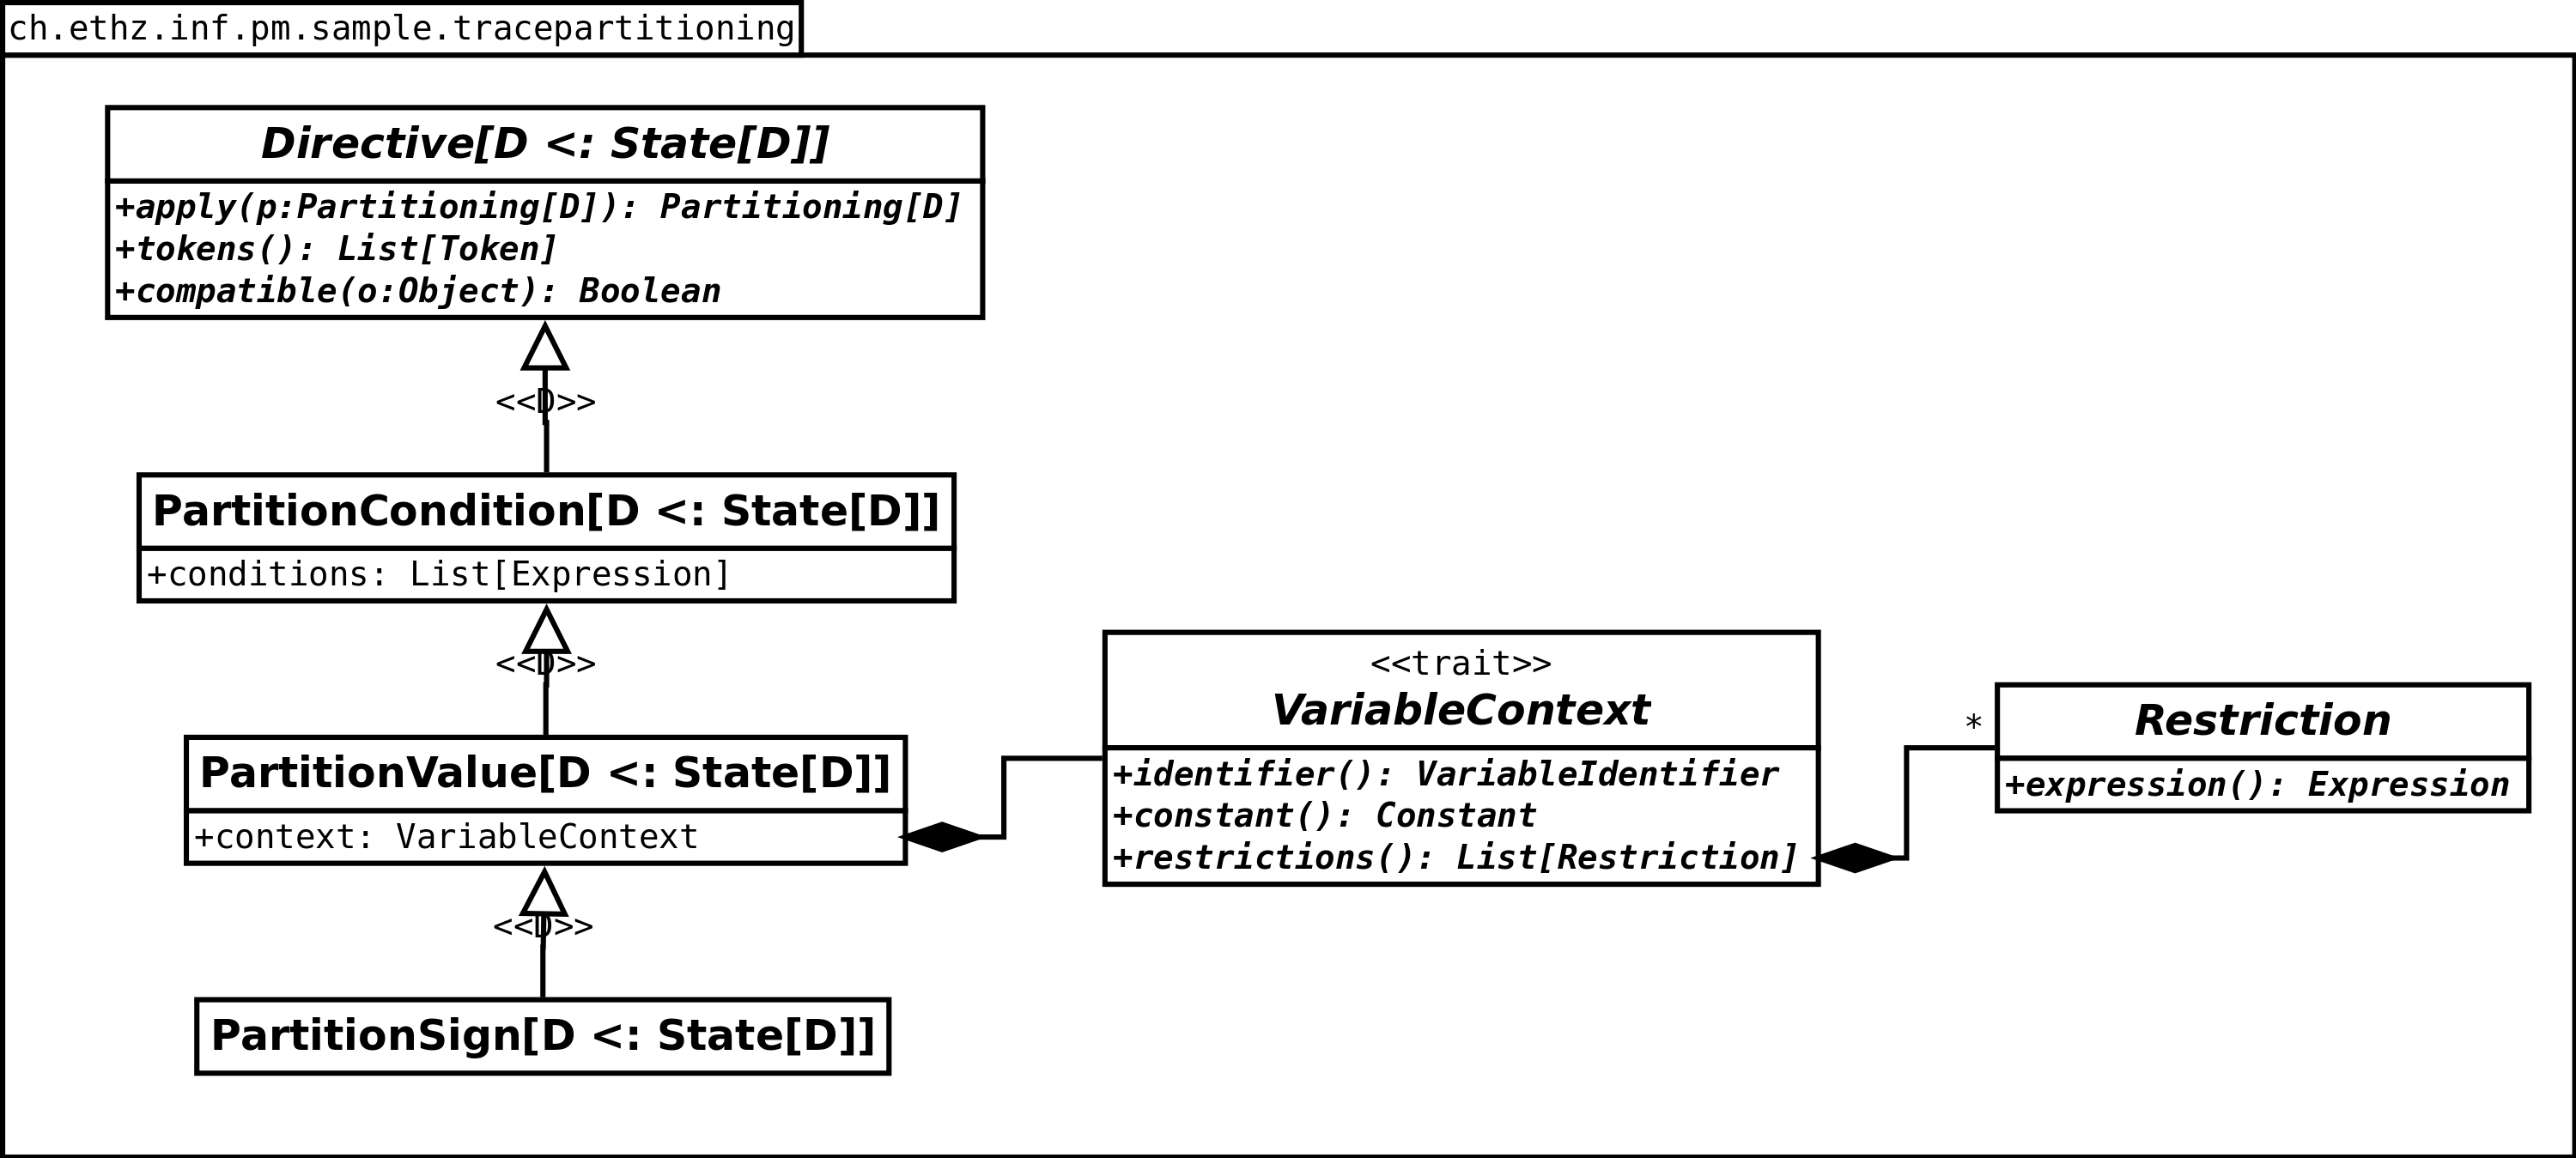 ch.ethz.inf.pm.sample.tracepartitioning
Directive[D <: State[D]]
+apply(p:Partitioning[D]): Partitioning[D]
+tokens(): List[Token]
+compatible(o:Object): Boolean
<<D>>
PartitionCondition[D <: State[D]]
+conditions: List[Expression]
<<D>>
PartitionValue[D <: State[D]]
+context: VariableContext
<<D>>
PartitionSign[D <: State[D]]
<<trait>>
VariableContext
+identifier(): VariableIdentifier
+constant(): Constant
+restrictions(): List[Restriction]
*
Restriction
+expression(): Expression